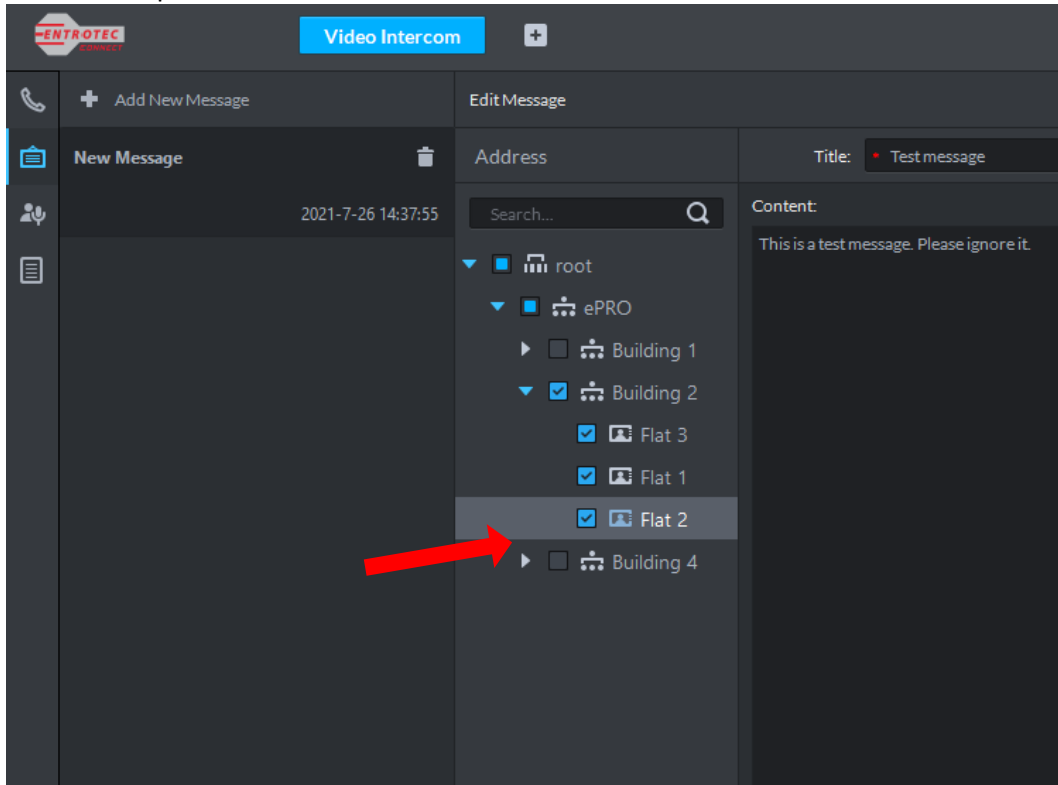 ENTROTEC
CONNECT
Video Intercom
Add New Message
Edit Message
New Message
Address
Title: * Test message
2021-7-26 14:37:55
Search...
Content:
This is a test message. Please ignore it.
root
ePRO
Building 1
Building 2
Flat 3
Flat 1
Flat 2
Building 4